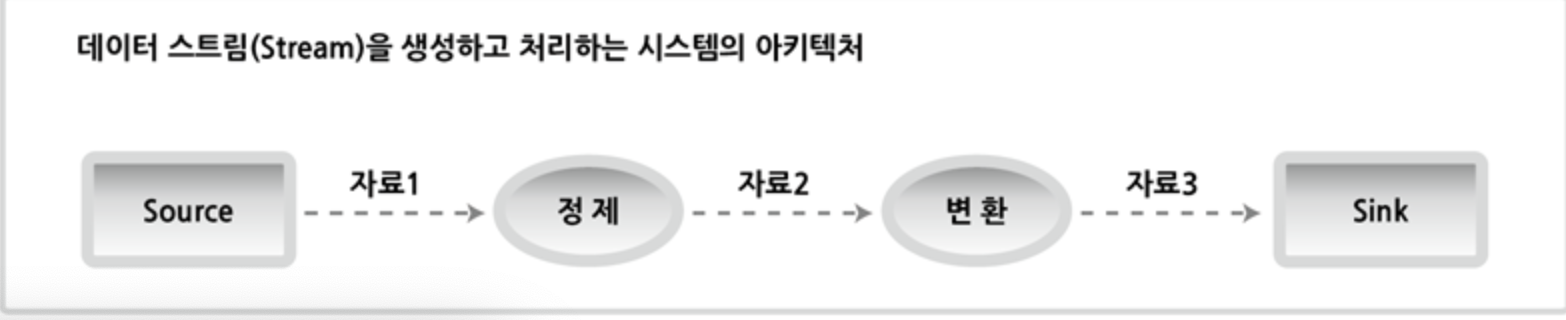 데이터 스트림(Stream)을 생성하고 처리하는 시스템의 아키텍처
Source
자료1
정 제
자료2
변 환
자료3
Sink